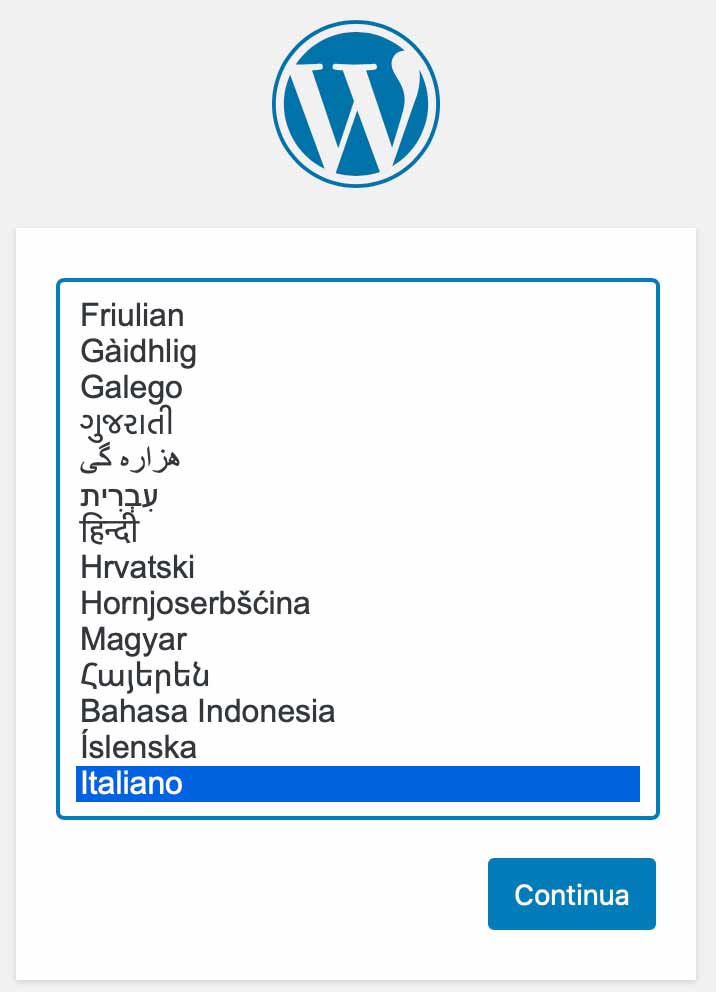 Friulian
Gàidhlig
Galego
ગુજરાતી
هزاره گی
עִבְרִית
हिन्दी
Hrvatski
Hornjoserbšćina
Magyar
Հայերեն
Bahasa Indonesia
Íslenska
Italiano
Continua